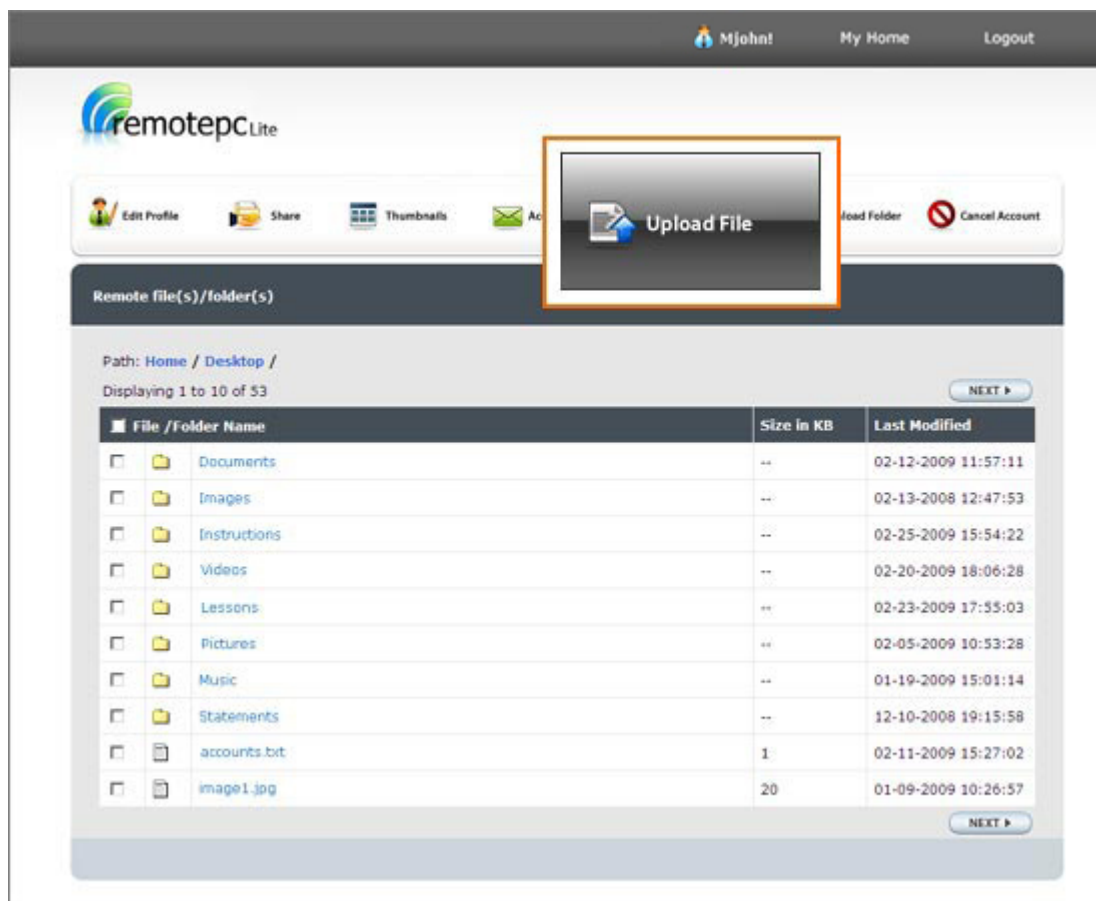 Mjohn! My Home Logout
remotepc Lite
Edit Profile Share Thumbnails Upload File Folder Cancel Account
Remote file(s)/folder(s)
Path: Home / Desktop /
Displaying 1 to 10 of 53 NEXT
File /Folder Name Size in KB Last Modified
Documents -- 02-12-2009 11:57:11
Images -- 02-13-2008 12:47:53
Instructions -- 02-25-2009 15:54:22
Videos -- 02-20-2009 18:06:28
Lessons -- 02-23-2009 17:55:03
Pictures -- 02-05-2009 10:53:28
Music -- 01-19-2009 15:01:14
Statements -- 12-10-2008 19:15:58
accounts.txt 1 02-11-2009 15:27:02
image1.jpg 20 01-09-2009 10:26:57
NEXT